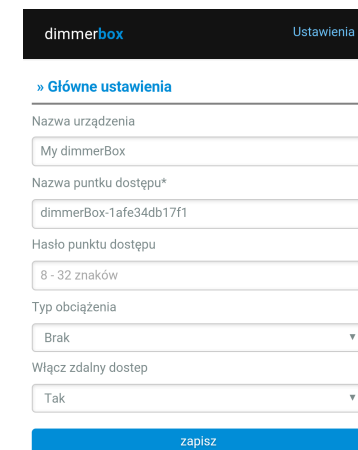 dimmerbox Ustawienia
» Główne ustawienia
Nazwa urządzenia
My dimmerBox
Nazwa puntku dostępu*
dimmerBox-1afe34db17f1
Hasło punktu dostępu
8 - 32 znaków
Typ obciążenia
Brak
Włącz zdalny dostep
Tak
zapisz